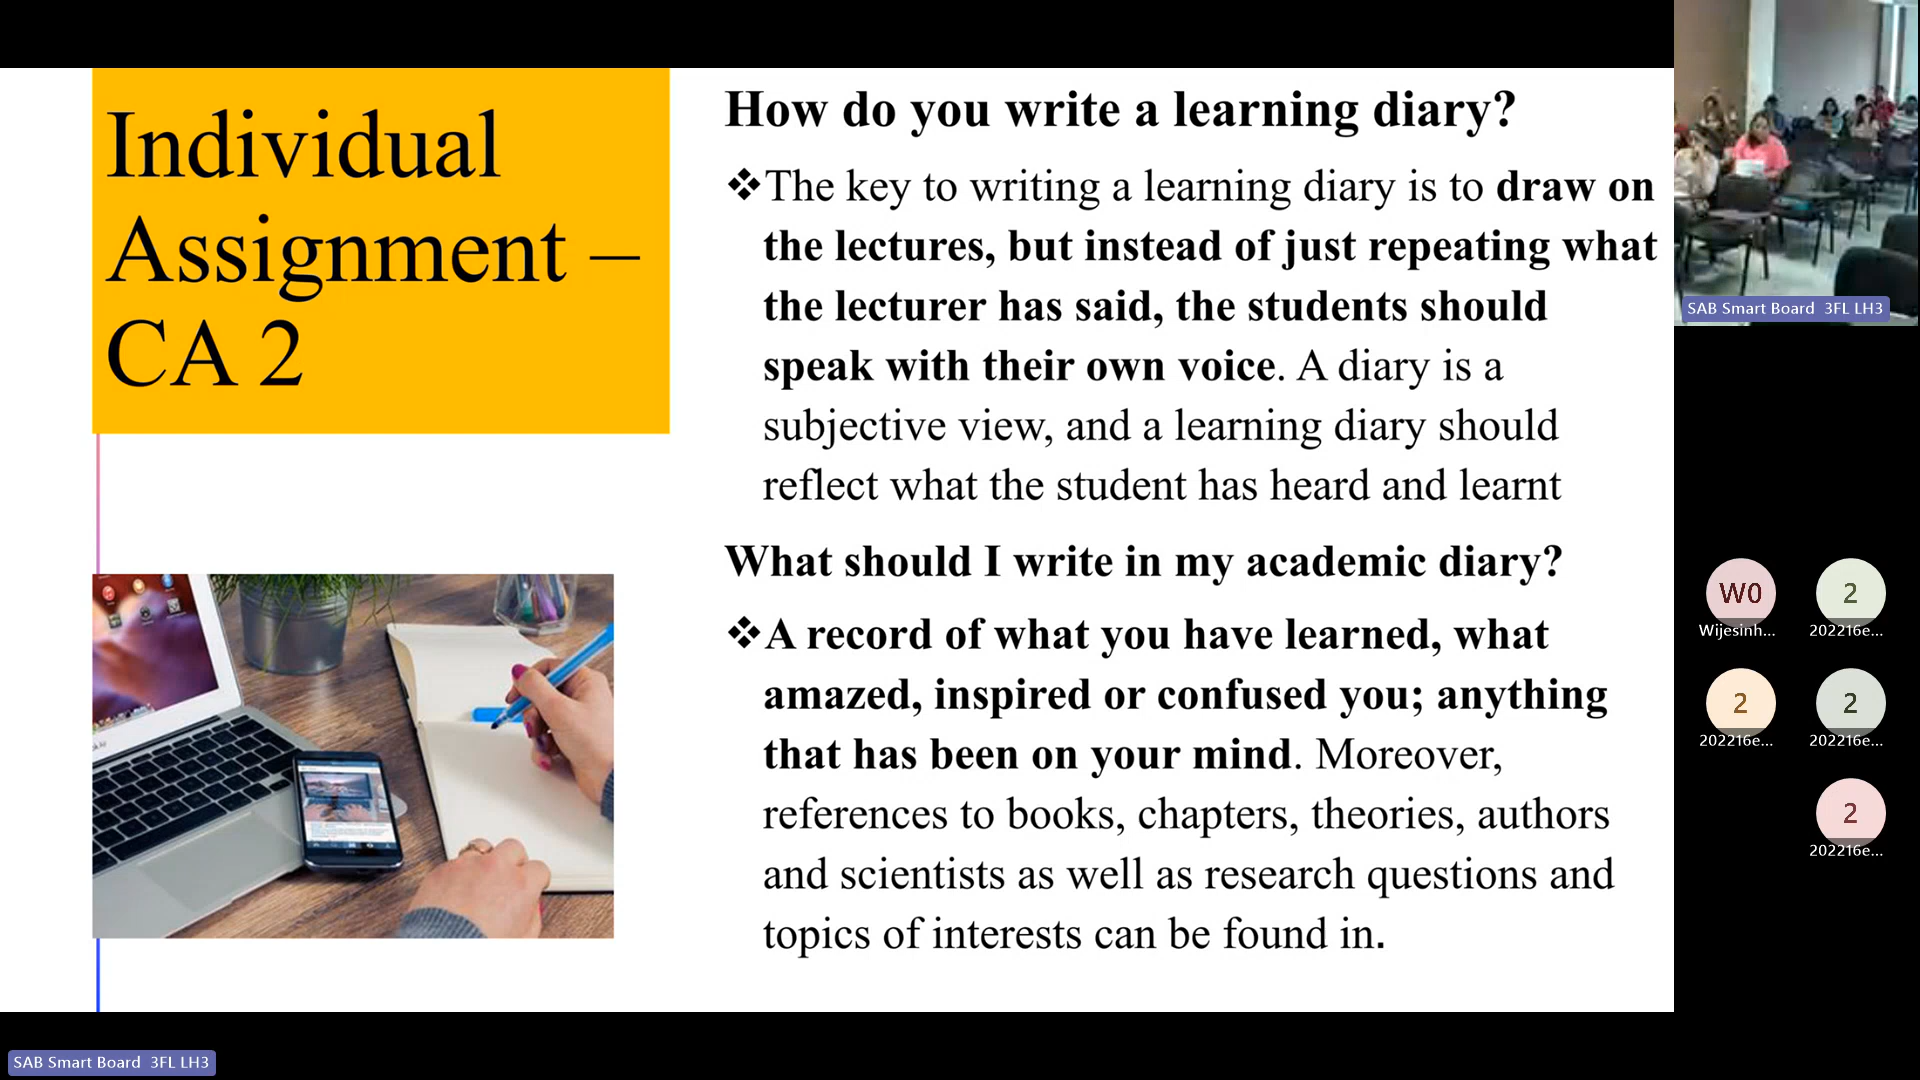 Individual
Assignment –
CA 2
How do you write a learning diary?
❖The key to writing a learning diary is to draw on
the lectures, but instead of just repeating what
the lecturer has said, the students should
speak with their own voice. A diary is a
subjective view, and a learning diary should
reflect what the student has heard and learnt
What should I write in my academic diary?
❖A record of what you have learned, what
amazed, inspired or confused you; anything
that has been on your mind. Moreover,
references to books, chapters, theories, authors
and scientists as well as research questions and
topics of interests can be found in.
SAB Smart Board 3FL LH3
W0
Wijesinh...
2
202216e...
2
202216e...
2
202216e...
2
202216e...
SAB Smart Board 3FL LH3